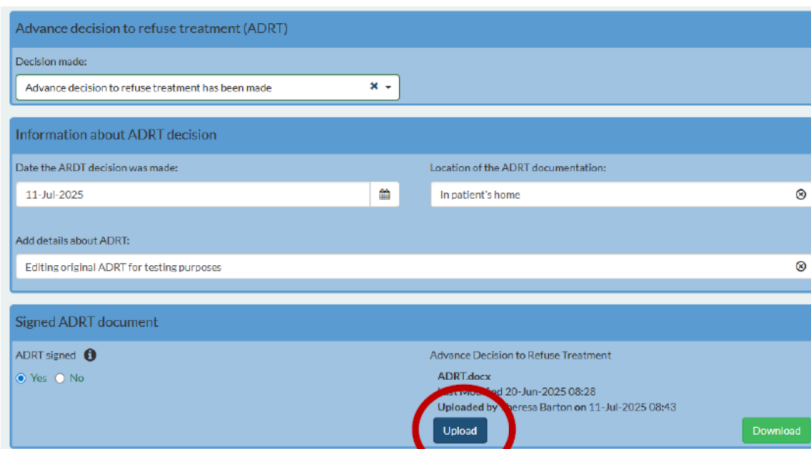 Advance decision to refuse treatment (ADRT)
Decision made:
Advance decision to refuse treatment has been made
Information about ADRT decision
Date the ARDT decision was made:
Location of the ADRT documentation:
11-Jul-2025
In patient's home
Add details about ADRT:
Editing original ADRT for testing purposes
Signed ADRT document
ADRT signed
Advance Decision to Refuse Treatment
Yes No
ADRT.docx
Last Modified 20-Jun-2025 08:28
Uploaded by Theresa Barton on 11-Jul-2025 08:43
Upload
Download